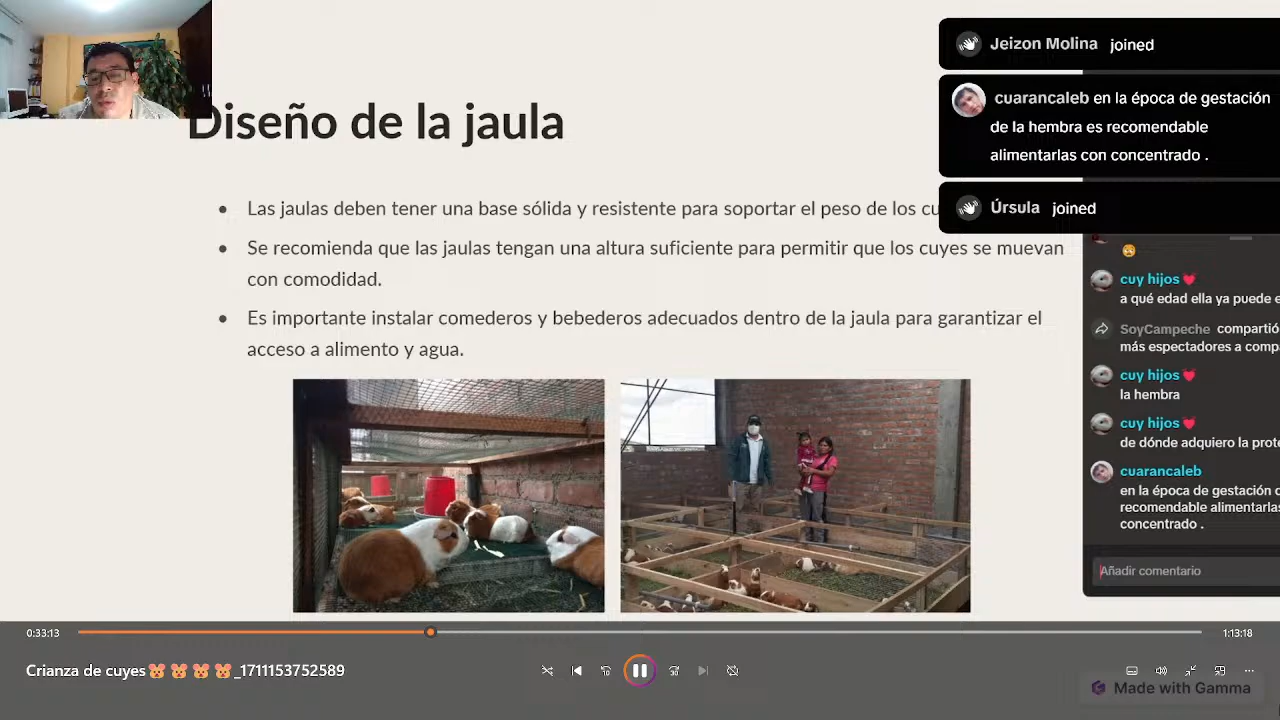 Diseño de la jaula
Las jaulas deben tener una base sólida y resistente para soportar el peso de los
Se recomienda que las jaulas tengan una altura suficiente para permitir que los cuyes se muevan
con comodidad.
Es importante instalar comederos y bebederos adecuados dentro de la jaula para garantizar el
acceso a alimento y agua.
Jeizon Molina joined
cuarancaleb en la época de gestación
de la hembra es recomendable
alimentarlas con concentrado .
Úrsula joined
cuy hijos
a qué edad ella ya puede
SoyCampeche compartió
más espectadores a
cuy hijos
la hembra
cuy hijos
de dónde adquiero la
cuarancaleb
en la época de gestación
recomendable
concentrado .
Añadir comentario
0:33:13
1:13:18
Crianza de cuyes🐹🐹🐹🐹_1711153752589
10
30
Made with Gamma